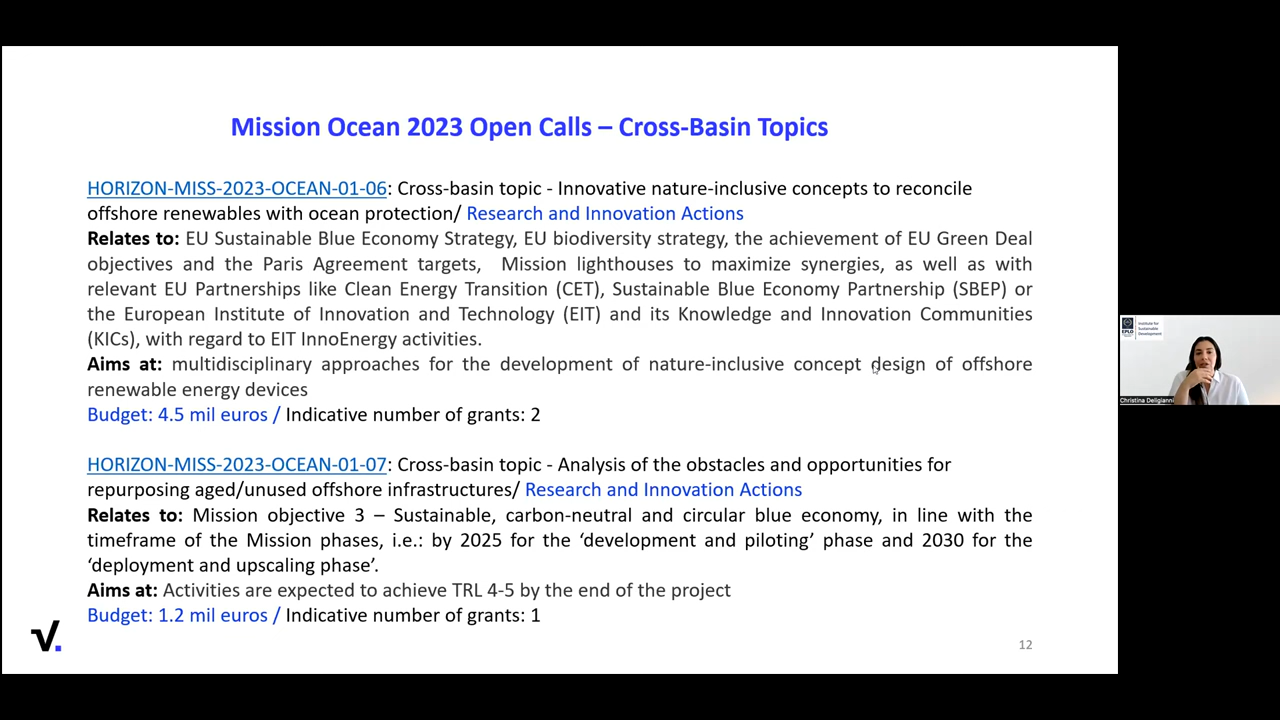 Mission Ocean 2023 Open Calls – Cross-Basin Topics
HORIZON-MISS-2023-OCEAN-01-06: Cross-basin topic - Innovative nature-inclusive concepts to reconcile
offshore renewables with ocean protection/ Research and Innovation Actions
Relates to: EU Sustainable Blue Economy Strategy, EU biodiversity strategy, the achievement of EU Green Deal
objectives and the Paris Agreement targets, Mission lighthouses to maximize synergies, as well as with
relevant EU Partnerships like Clean Energy Transition (CET), Sustainable Blue Economy Partnership (SBEP) or
the European Institute of Innovation and Technology (EIT) and its Knowledge and Innovation Communities
(KICs), with regard to EIT InnoEnergy activities.
Aims at: multidisciplinary approaches for the development of nature-inclusive concept design of offshore
renewable energy devices
Budget: 4.5 mil euros / Indicative number of grants: 2
HORIZON-MISS-2023-OCEAN-01-07: Cross-basin topic - Analysis of the obstacles and opportunities for
repurposing aged/unused offshore infrastructures/ Research and Innovation Actions
Relates to: Mission objective 3 – Sustainable, carbon-neutral and circular blue economy, in line with the
timeframe of the Mission phases, i.e.: by 2025 for the ‘development and piloting’ phase and 2030 for the
‘deployment and upscaling phase’.
Aims at: Activities are expected to achieve TRL 4-5 by the end of the project
Budget: 1.2 mil euros / Indicative number of grants: 1
12
EPLO
Institute for
Sustainable
Development
Christina Deligianni